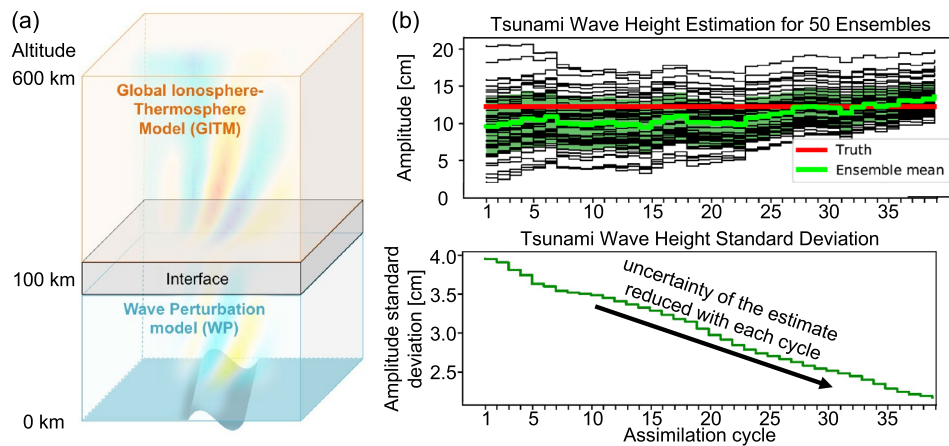 (a)
Altitude
600 km
Global Ionosphere-
Thermosphere
Model (GITM)
100 km
Interface
Wave Perturbation
model (WP)
0 km
(b)
Tsunami Wave Height Estimation for 50 Ensembles
Amplitude [cm]
20
15
10
5
0
Truth
Ensemble mean
1 5 10 15 20 25 30 35
Tsunami Wave Height Standard Deviation
Amplitude standard
deviation [cm]
4.0
3.5
3.0
2.5
uncertainty of the estimate
reduced with each cycle
1 5 10 15 20 25 30 35
Assimilation cycle